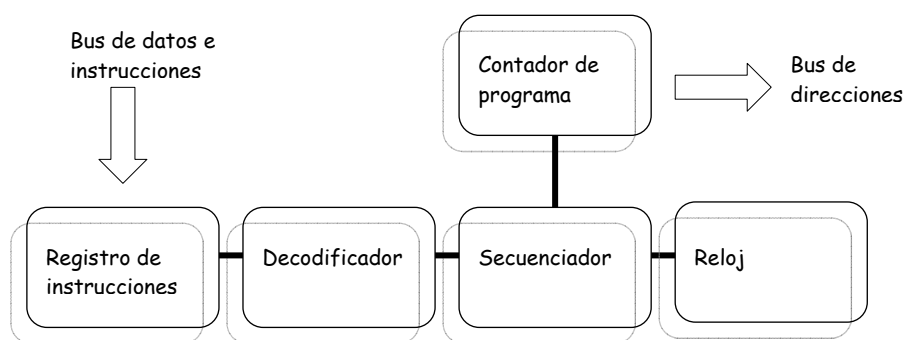 Bus de datos e
instrucciones
Contador de
programa
Bus de
direcciones
Registro de
instrucciones
Decodificador
Secuenciador
Reloj